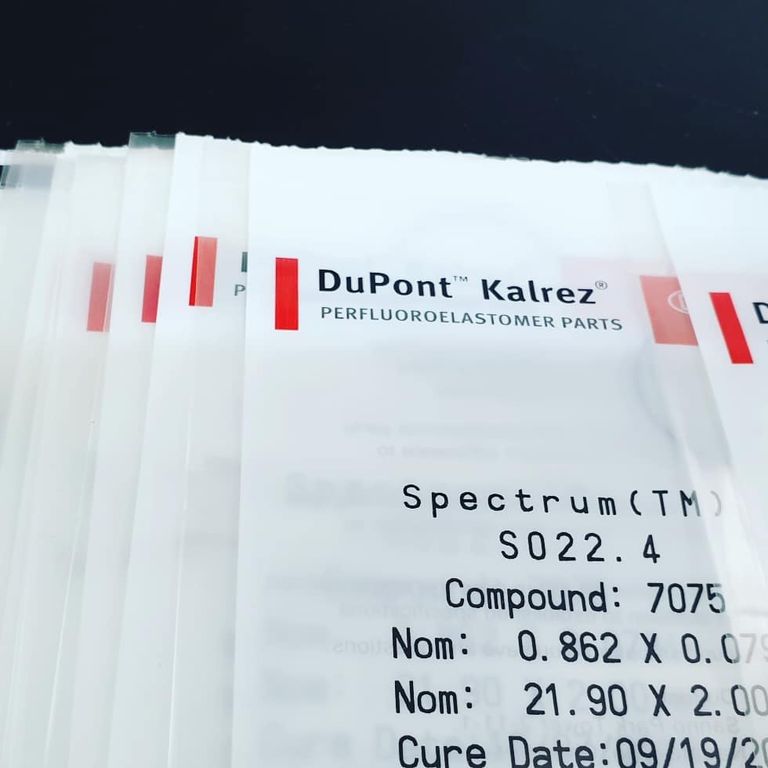 DuPont™ Kalrez®
PERFLUOROELASTOMER PARTS
Spectrum(TM)
S022.4
Compound: 7075
Nom: 0.862 X 0.079
Nom: 21.90 X 2.00
Cure Date:09/19/20